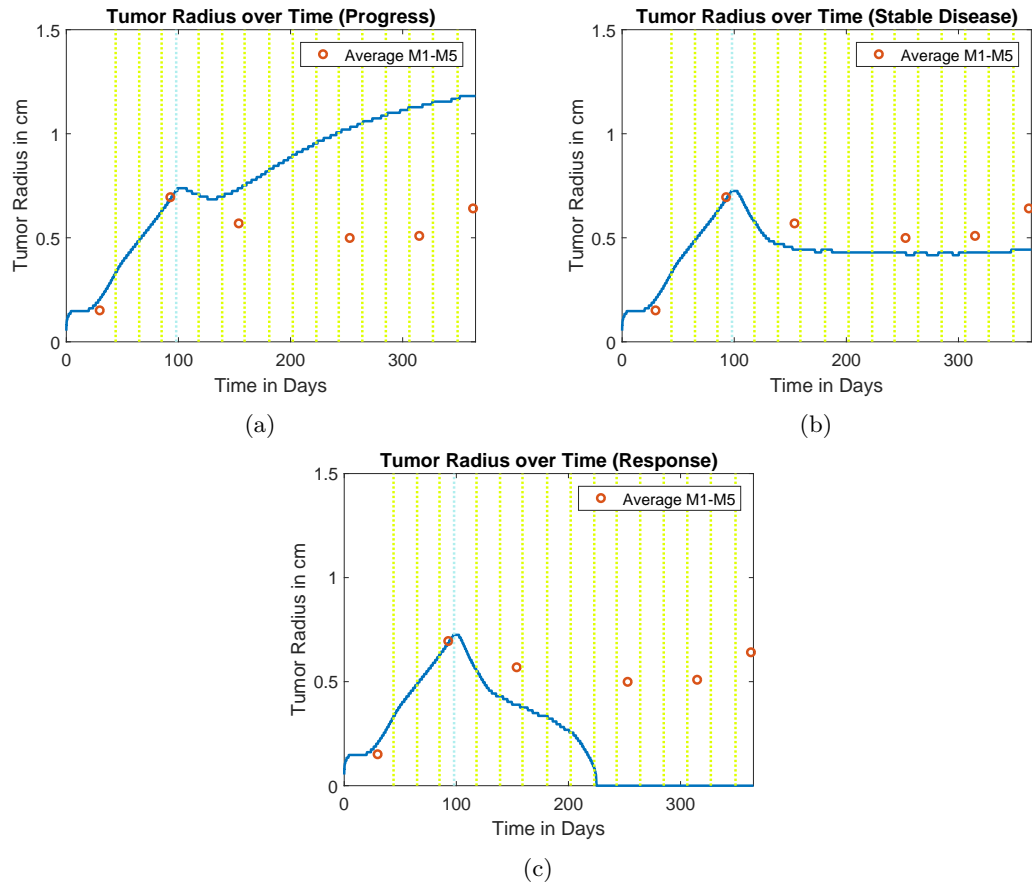 Tumor Radius over Time (Progress)
Tumor Radius in cm
1.5
1
0.5
0
Average M1-M5
0 100 200 300
Time in Days
(a)
Tumor Radius over Time (Stable Disease)
Tumor Radius in cm
1.5
1
0.5
0
Average M1-M5
0 100 200 300
Time in Days
(b)
Tumor Radius over Time (Response)
Tumor Radius in cm
1.5
1
0.5
0
Average M1-M5
0 100 200 300
Time in Days
(c)